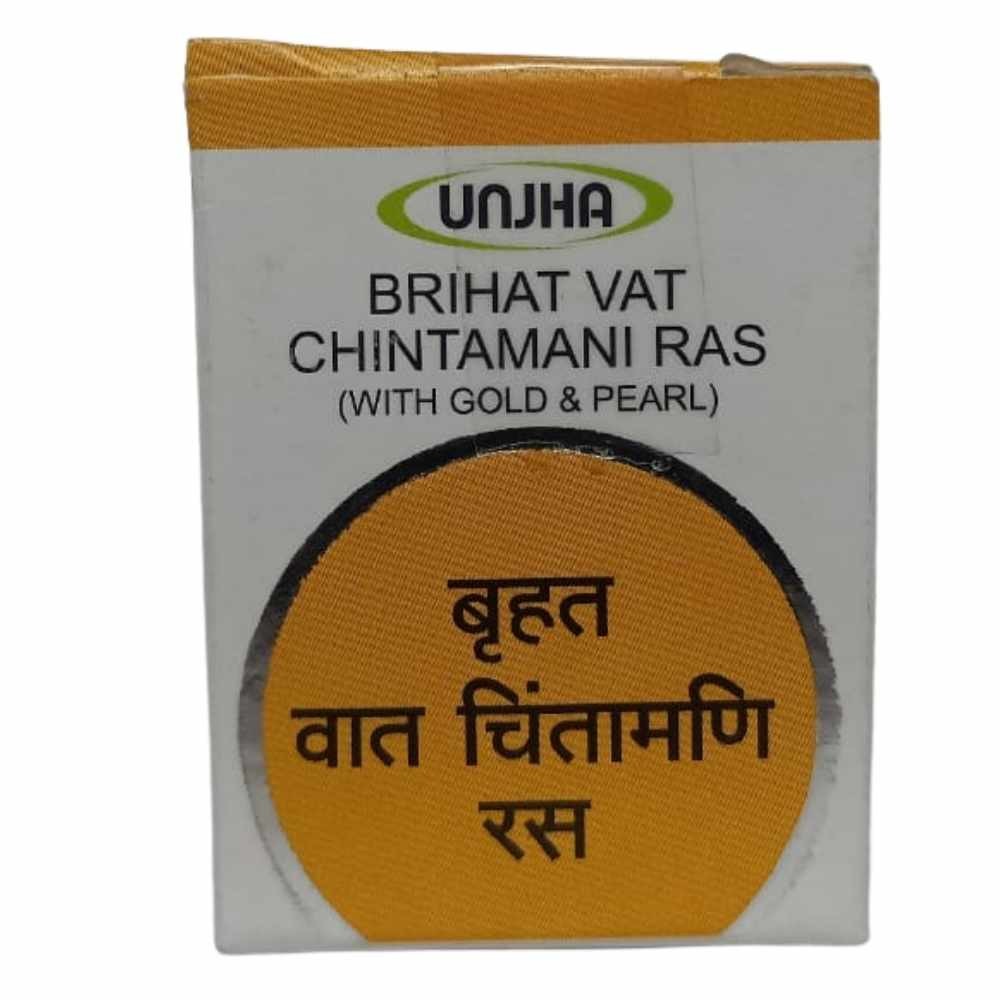 UNJHA
BRIHAT VAT
CHINTAMANI RAS
(WITH GOLD & PEARL)
बृहत
वात चिंतामणि
रस